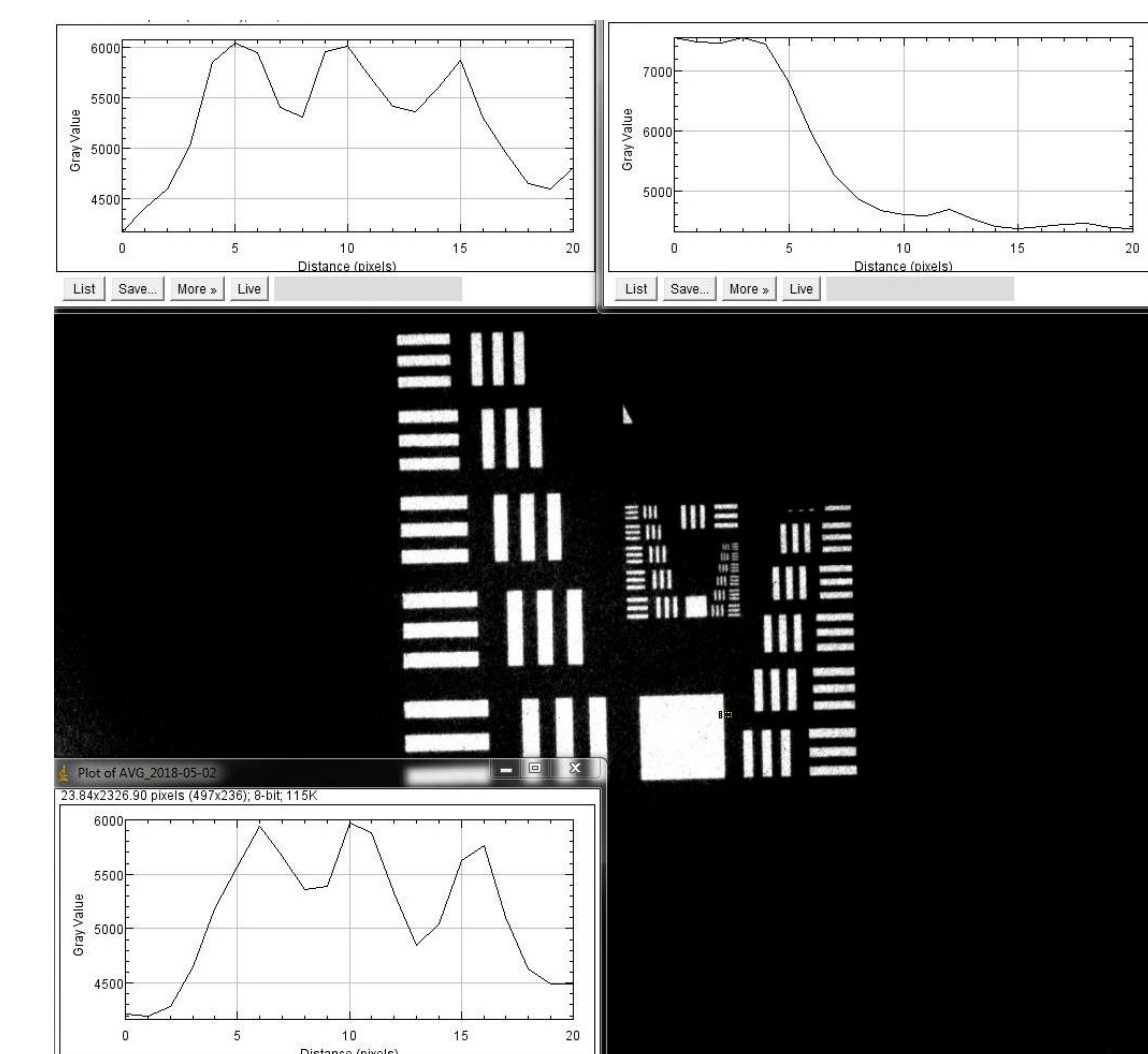 6000
5500
5000
4500
Gray Value
0 5 10 15 20
Distance (pixels)
List Save... More » Live
7000
6000
5000
Gray Value
0 5 10 15 20
Distance (pixels)
List Save... More » Live
Plot of AVG_2018-05-02
23.84x2326.90 pixels (497x236); 8-bit; 115K
6000
5500
5000
4500
Gray Value
0 5 10 15 20
Distance (pixels)